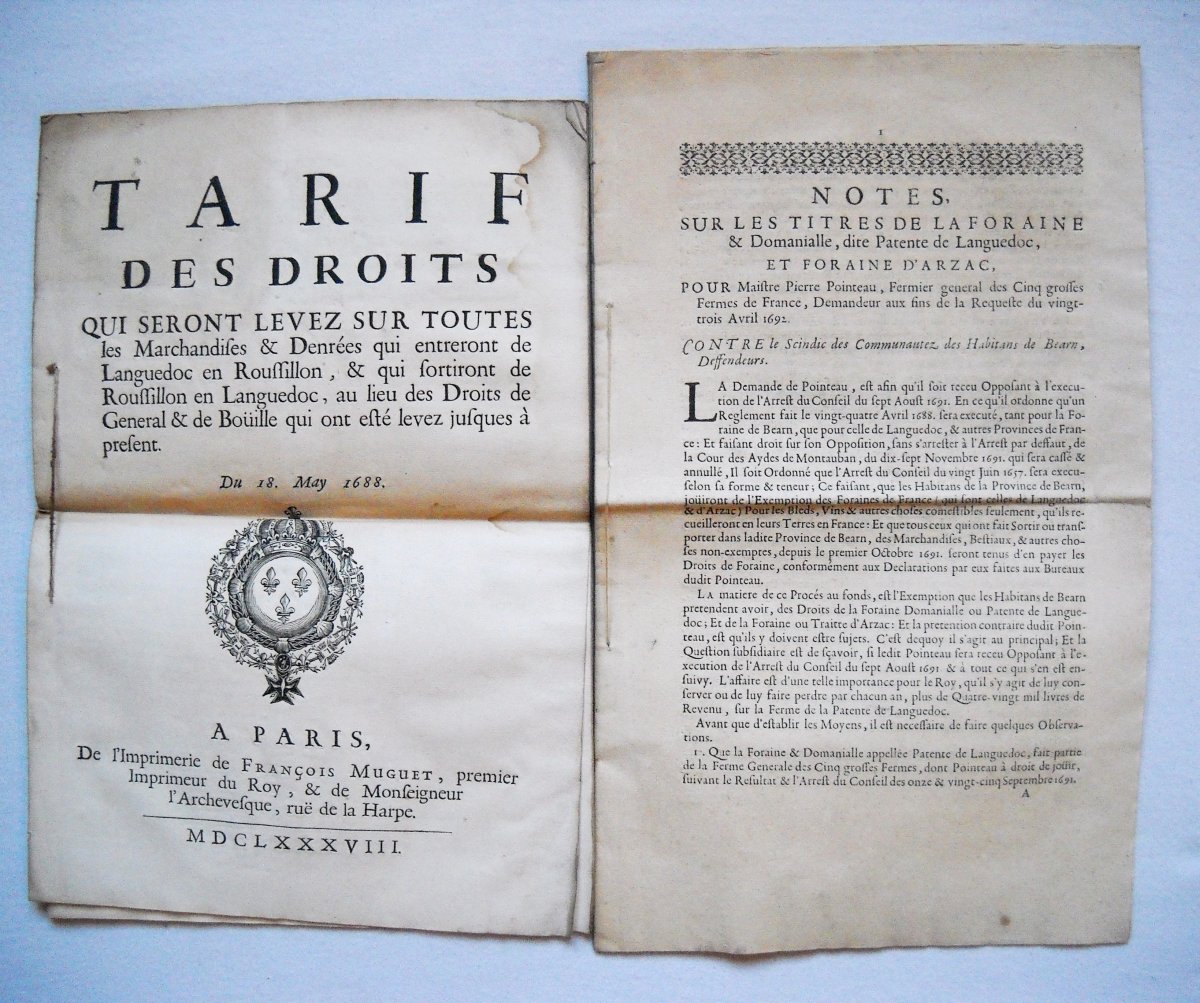 TARIF
DES DROITS
QUI SERONT LEVEZ SUR TOUTES
les Marchandiſes & Denrées qui entreront de
Languedoc en Rouſſillon, & qui ſortiront de
Rouſſillon en Languedoc, au lieu des Droits de
General & de Boüille qui ont eſté levez juſques à
preſent.
Du 18. May 1688.
A PARIS,
De l'Imprimerie de FRANÇOIS MUGUET, premier
Imprimeur du Roy, & de Monſeigneur
l'Archeveſque, ruë de la Harpe.
MDCLXXXVIII.
1
NOTES,
SUR LES TITRES DE LA FORAINE
& Domanialle, dite Patente de Languedoc,
ET FORAINE D'ARZAC,
POUR Maiſtre Pierre Pointeau, Fermier general des Cinq groſſes
Fermes de France, Demandeur aux fins de la Requeſte du vingt-
trois Avril 1692.
CONTRE le Scindic des Communautez des Habitans de Bearn,
Deffendeurs.
LA Demande de Pointeau, eſt afin qu'il ſoit receu Oppoſant à l'execu-
tion de l'Arreſt du Conſeil du ſept Aouſt 1691. En ce qu'il ordonne qu'un
Reglement fait le vingt-quatre Avril 1688. ſera executé, tant pour la Fo-
raine de Bearn, que pour celle de Languedoc, & autres Provinces de Fran-
ce: Et faiſant droit ſur ſon Oppoſition, ſans s'arreſter à l'Arreſt par deffaut, de
la Cour des Aydes de Montauban, du dix-ſept Novembre 1691. qui ſera caſſé &
annullé, Il ſoit Ordonné que l'Arreſt du Conſeil du vingt Juin 1657. ſera execu-
ſelon ſa forme & teneur; Ce faiſant, que les Habitans de la Province de Bearn,
joüiront de l'Exemption des Foraines de France (qui ſont celles de Languedoc
& d'Arzac) Pour les Bleds, Vins & autres choſes comeſtibles ſeulement, qu'ils re-
cueilleront en leurs Terres en France: Et que tous ceux qui ont fait Sortir ou tranſ-
porter dans ladite Province de Bearn, des Marchandiſes, Beſtiaux, & autres cho-
ſes non-exemptes, depuis le premier Octobre 1691. ſeront tenus d'en payer les
Droits de Foraine, conformément aux Declarations par eux faites aux Bureaux
dudit Pointeau.
LA matiere de ce Procés au fonds, eſt l'Exemption que les Habitans de Bearn
pretendent avoir, des Droits de la Foraine Domanialle ou Patente de Langue-
doc; Et de la Foraine ou Traitte d'Arzac: Et la pretention contraire dudit Poin-
teau, eſt qu'ils y doivent eſtre ſujets. C'eſt dequoy il s'agit au principal; Et la
Queſtion ſubſidiaire eſt de ſçavoir, ſi ledit Pointeau ſera receu Oppoſant à l'e-
xecution de l'Arreſt du Conſeil du ſept Aouſt 1691. & à tout ce qui s'en eſt en-
ſuivy. L'affaire eſt d'une telle importance pour le Roy, qu'il s'y agit de luy con-
ſerver ou de luy faire perdre par chacun an, plus de Quatre-vingt mil livres de
Revenu, ſur la Ferme de la Patente de Languedoc.
Avant que d'eſtablir les Moyens, il eſt neceſſaire de faire quelques Obſerva-
tions.
1°. Que la Foraine & Domanialle appellée Patente de Languedoc, fait partie
de la Ferme Generale des Cinq groſſes Fermes, dont Pointeau à droit de joüir,
ſuivant le Reſultat & l'Arreſt du Conſeil des onze & vingt-cinq Septembre 1691.
A